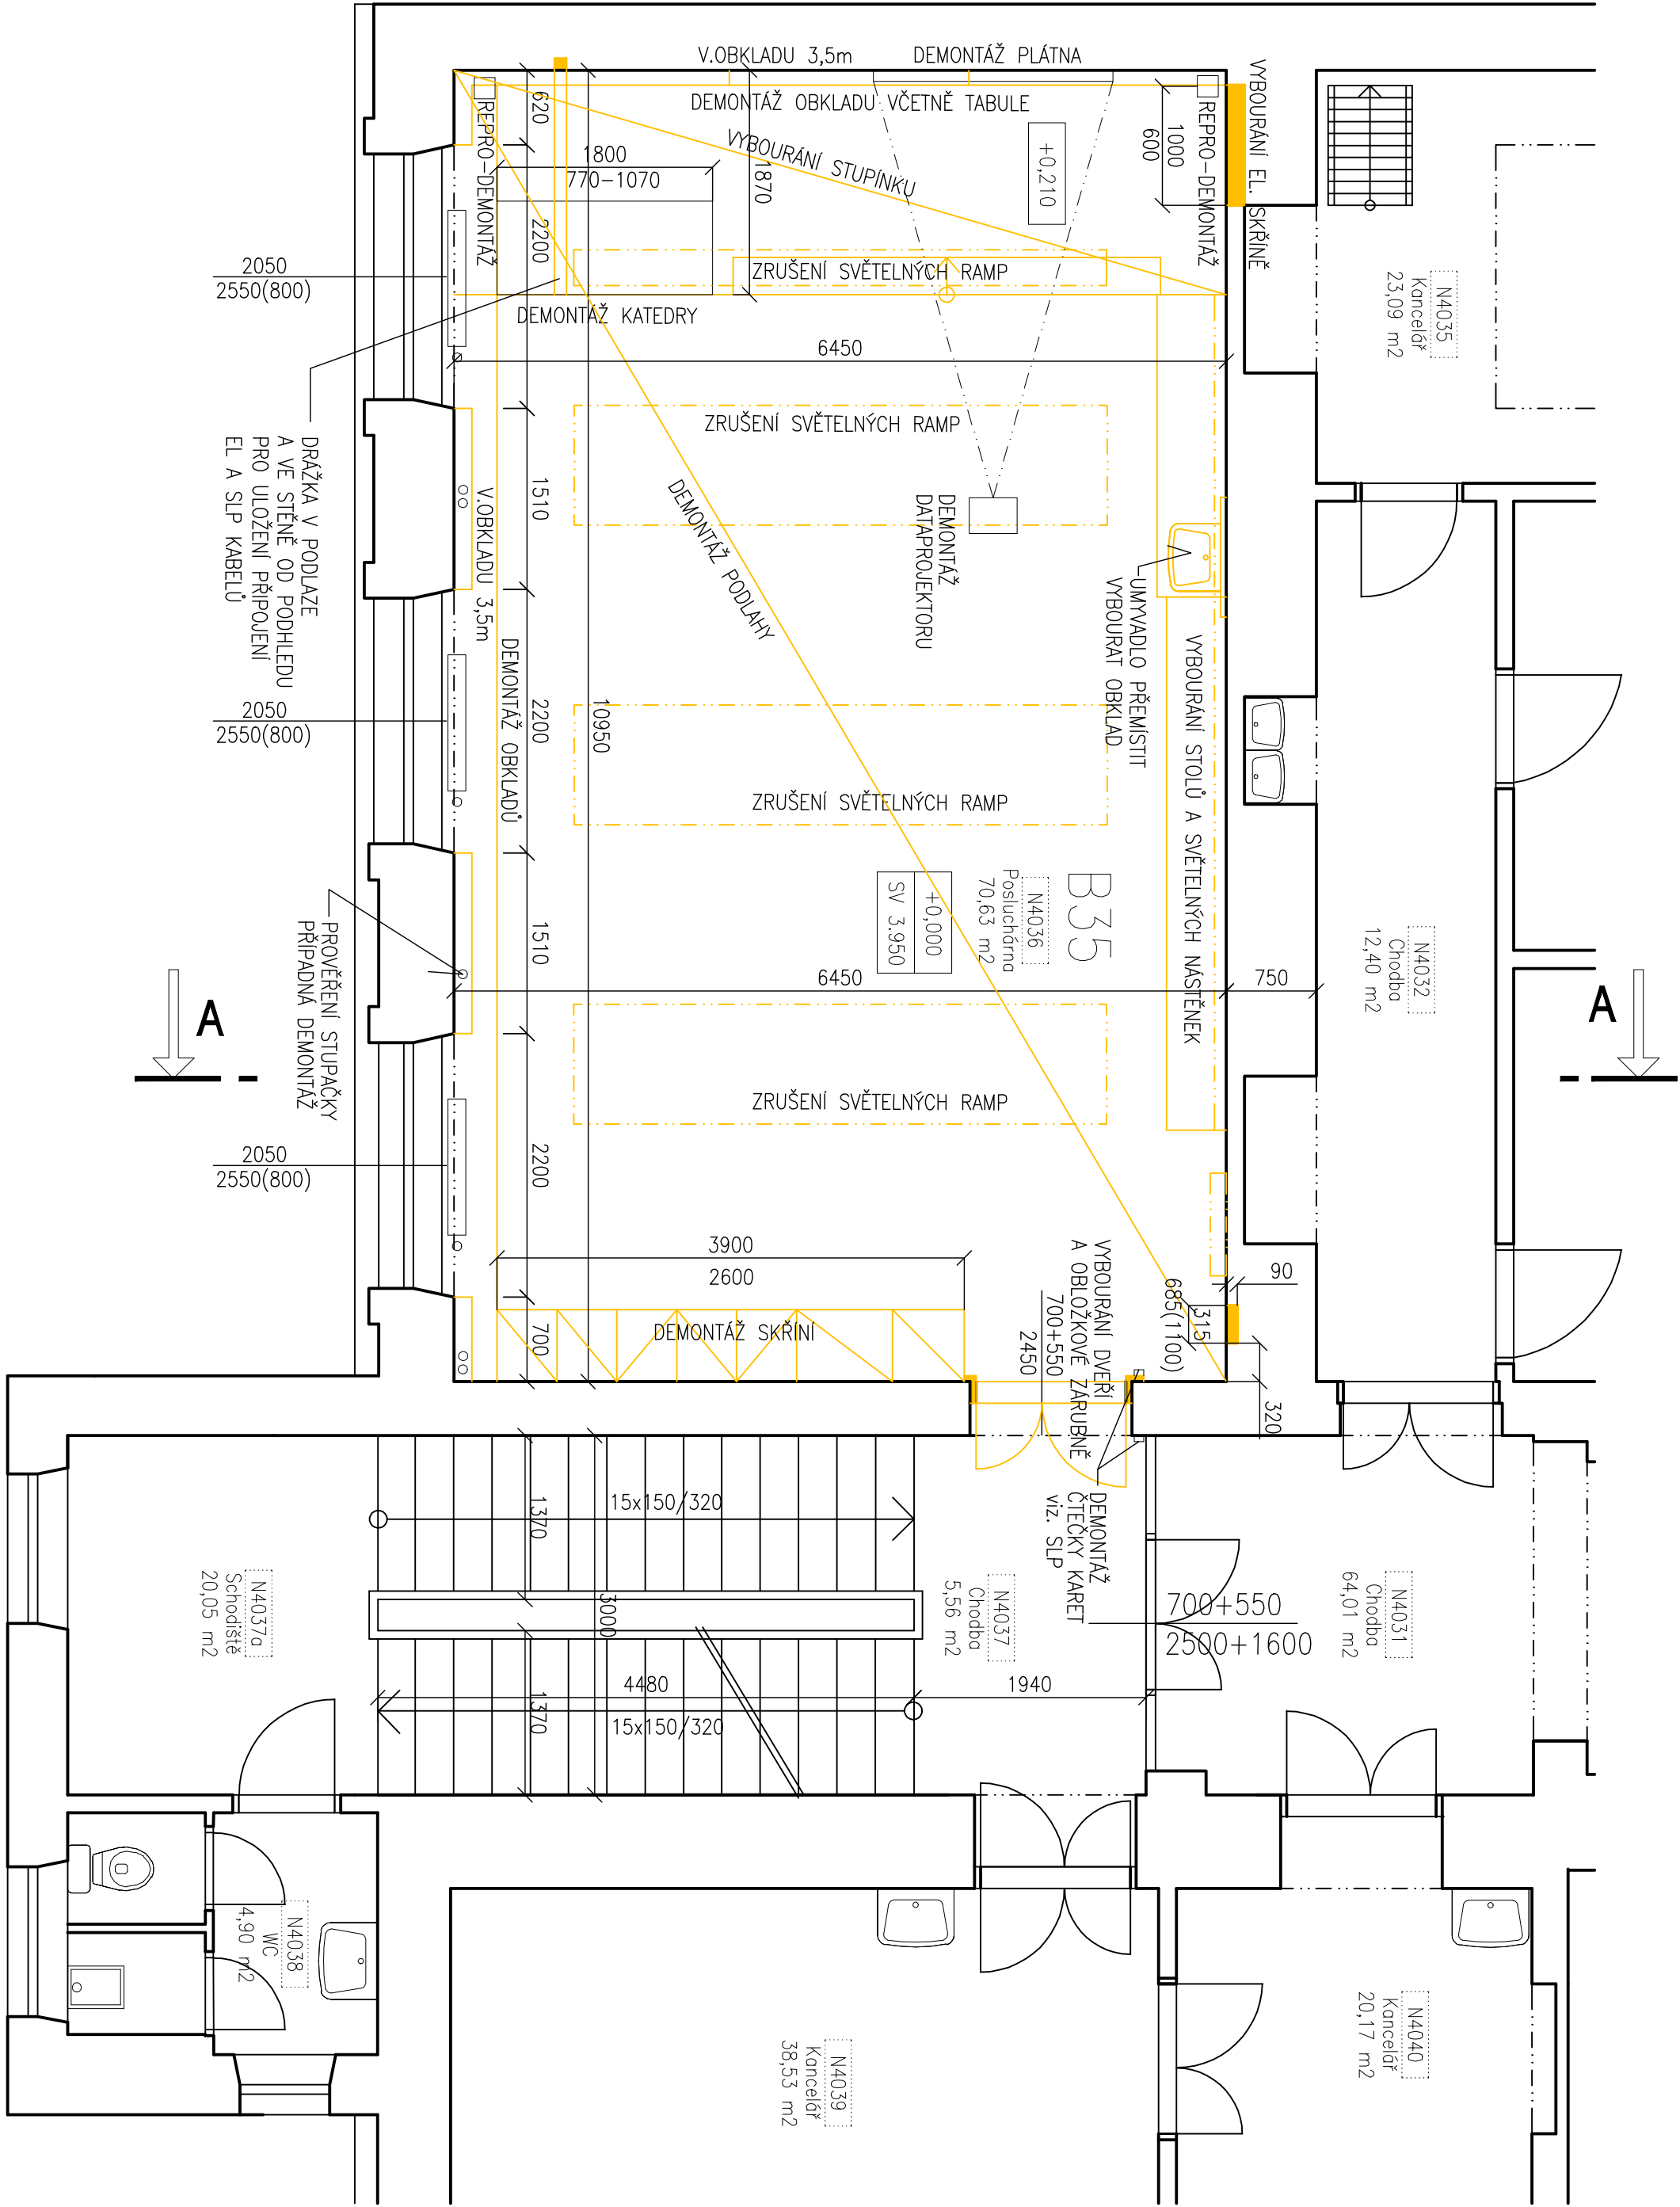 V.OBKLADU 3,5m
DEMONTÁŽ PLÁTNA
DEMONTÁŽ OBKLADU VČETNĚ TABULE
VYBOURÁNÍ STUPÍNKU
VYBOURÁNÍ EL. SKŘÍNĚ
REPRO-DEMONTÁŽ
REPRO-DEMONTÁŽ
620
1800
770-1070
1870
1000
600
+0,210
2200
ZRUŠENÍ SVĚTELNÝCH RAMP
DEMONTÁŽ KATEDRY
2050
2550(800)
N4035
Kancelář
23,09 m2
6450
ZRUŠENÍ SVĚTELNÝCH RAMP
DRÁŽKA V PODLAZE
A VE STĚNĚ OD PODHLEDU
PRO ULOŽENÍ PŘIPOJENÍ
EL A SLP KABELŮ
V.OBKLADU 3,5m
1510
DEMONTÁŽ PODLAHY
DEMONTÁŽ
DATAPROJEKTORU
UMYVADLO PŘEMÍSTIT
VYBOURAT OBKLAD
VYBOURÁNÍ STOLŮ A SVĚTELNÝCH NÁSTĚNEK
DEMONTÁŽ OBKLADŮ
2200
10950
2050
2550(800)
ZRUŠENÍ SVĚTELNÝCH RAMP
B35
N4036
Posluchárna
70,63 m2
+0,000
SV 3.950
N4032
Chodba
12,40 m2
1510
6450
750
PROVĚŘENÍ STUPAČKY
PŘÍPADNÁ DEMONTÁŽ
A
A
ZRUŠENÍ SVĚTELNÝCH RAMP
2050
2550(800)
2200
3900
2600
DEMONTÁŽ SKŘÍNÍ
700
VYBOURÁNÍ DVEŘÍ
A OBLOŽKOVÉ ZÁRUBNĚ
700+550
2450
90
685(1100)
315
320
DEMONTÁŽ
ČTEČKY KARET
viz. SLP
15x150/320
1370
3000
N4037a
Schodiště
20,05 m2
N4037
Chodba
5,56 m2
700+550
2500+1600
N4031
Chodba
64,01 m2
4480
1940
1370
15x150/320
N4038
WC
4,90 m2
N4039
Kancelář
38,53 m2
N4040
Kancelář
20,17 m2